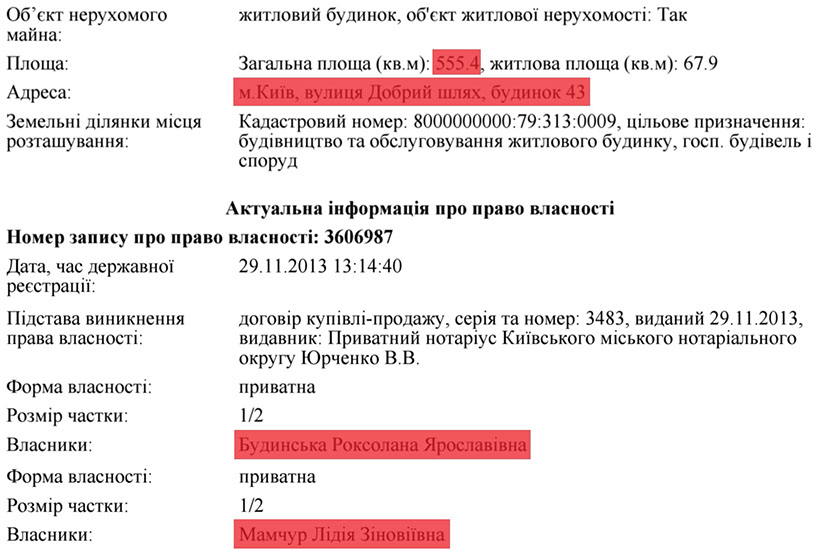 Об’єкт нерухомого майна: житловий будинок, об'єкт житлової нерухомості: Так
Площа: Загальна площа (кв.м): 555.4, житлова площа (кв.м): 67.9
Адреса: м.Київ, вулиця Добрий шлях, будинок 43
Земельні ділянки місця розташування: Кадастровий номер: 8000000000:79:313:0009, цільове призначення:
будівництво та обслуговування житлового будинку, госп. будівель і
споруд
Актуальна інформація про право власності
Номер запису про право власності: 3606987
Дата, час державної реєстрації: 29.11.2013 13:14:40
Підстава виникнення права власності: договір купівлі-продажу, серія та номер: 3483, виданий 29.11.2013,
видавник: Приватний нотаріус Київського міського нотаріального
округу Юрченко В.В.
Форма власності: приватна
Розмір частки: 1/2
Власники: Будинська Роксолана Ярославівна
Форма власності: приватна
Розмір частки: 1/2
Власники: Мамчур Лідія Зіновіївна